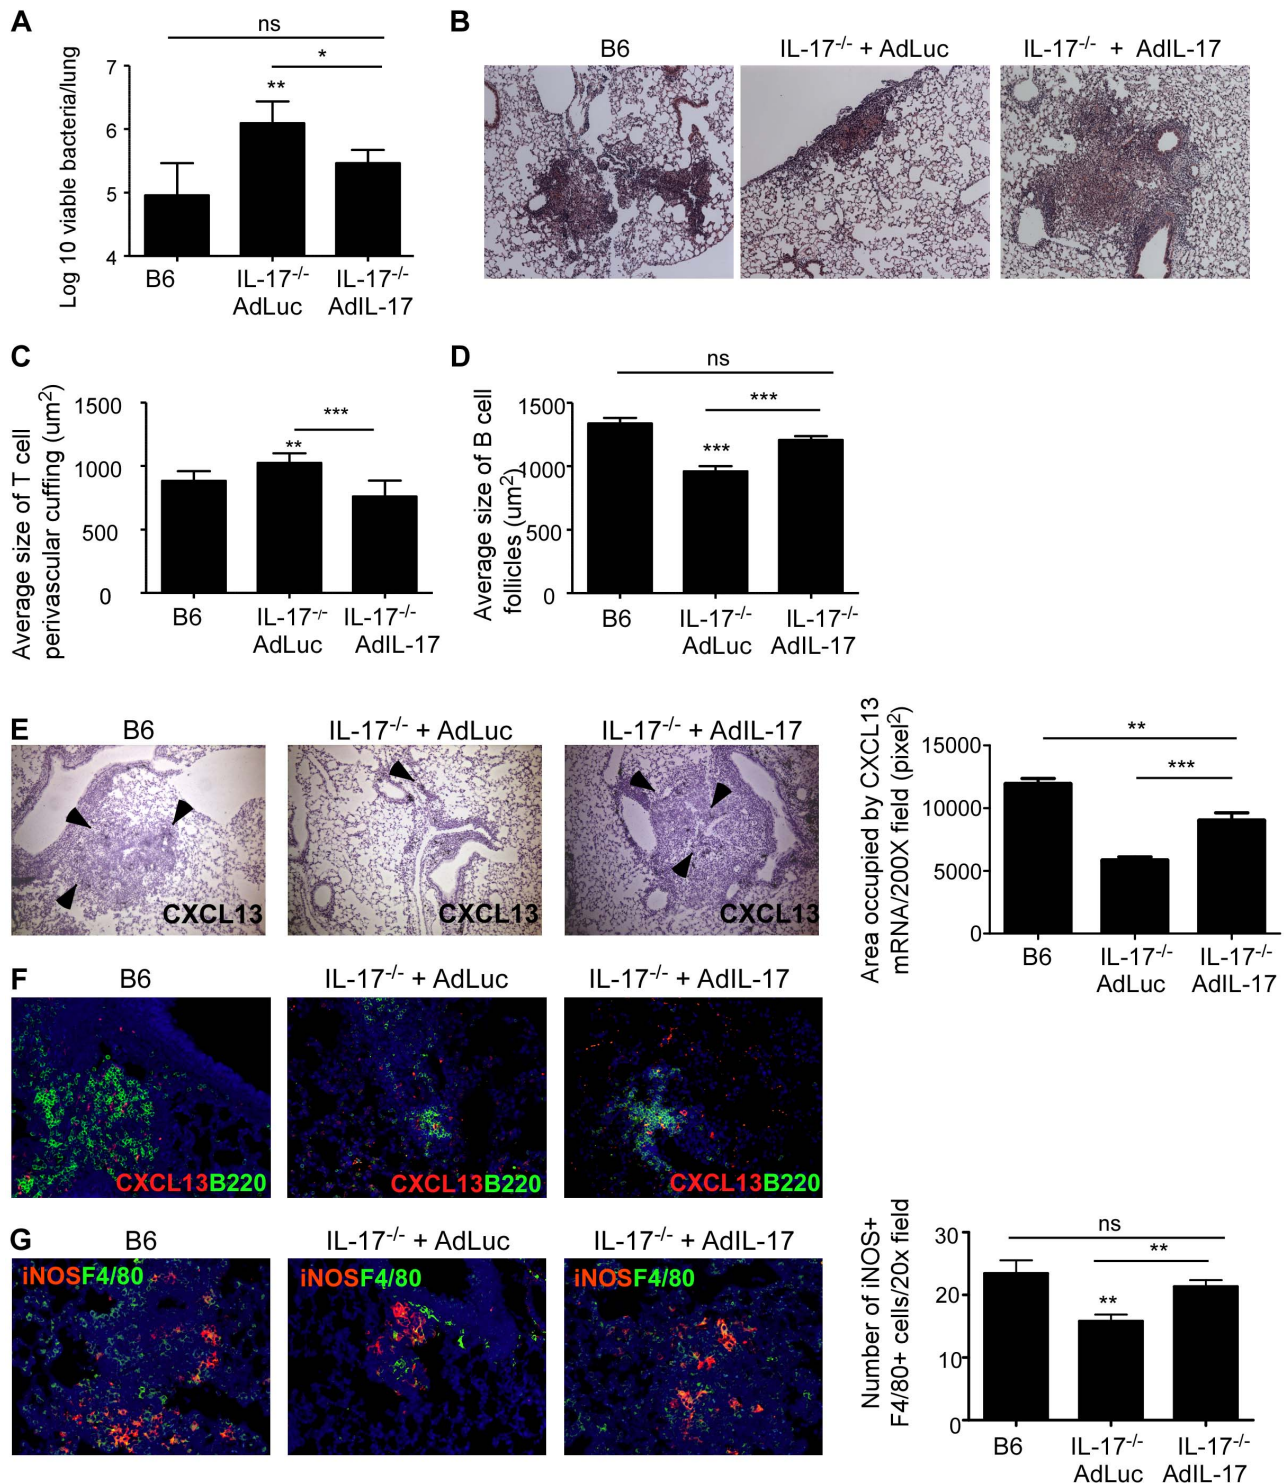 A
ns
*
**
Log 10 viable bacteria/lung
7
6
5
4
B6
IL-17-/-
AdLuc
IL-17-/-
AdIL-17
B
B6
IL-17-/- + AdLuc
IL-17-/- + AdIL-17
C
Average size of T cell
perivascular cuffing (um2)
1500
1000
500
0
***
**
B6
IL-17-/-
AdLuc
IL-17-/-
AdIL-17
D
Average size of B cell
follicles (um2)
1500
1000
500
0
ns
***
***
B6
IL-17-/-
AdLuc
IL-17-/-
AdIL-17
E
B6
IL-17-/- + AdLuc
IL-17-/- + AdIL-17
CXCL13
CXCL13
CXCL13
Area occupied by CXCL13
mRNA/200X field (pixel2)
15000
10000
5000
0
**
***
B6
IL-17-/-
AdLuc
IL-17-/-
AdIL-17
F
B6
IL-17-/- + AdLuc
IL-17-/- + AdIL-17
CXCL13B220
CXCL13B220
CXCL13B220
G
B6
IL-17-/- + AdLuc
IL-17-/- + AdIL-17
iNOSF4/80
iNOSF4/80
iNOSF4/80
Number of iNOS+
F4/80+ cells/20x field
30
20
10
0
ns
**
**
B6
IL-17-/-
AdLuc
IL-17-/-
AdIL-17